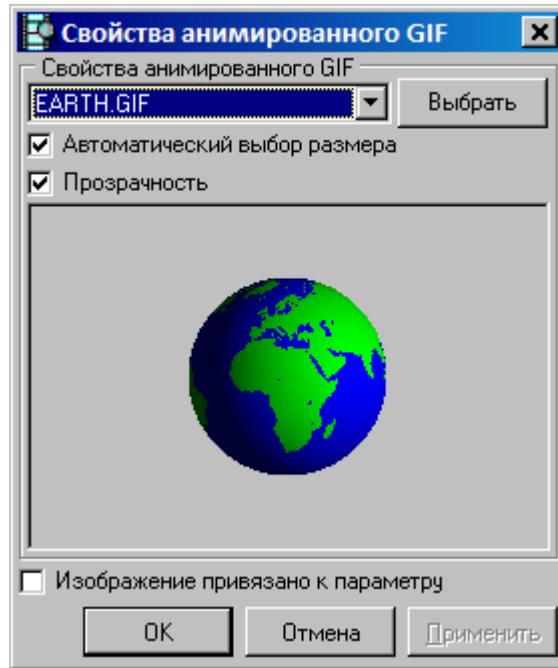 Свойства анимированного GIF
Свойства анимированного GIF
EARTH.GIF
Выбрать
Автоматический выбор размера
Прозрачность
Изображение привязано к параметру
OK
Отмена
Применить